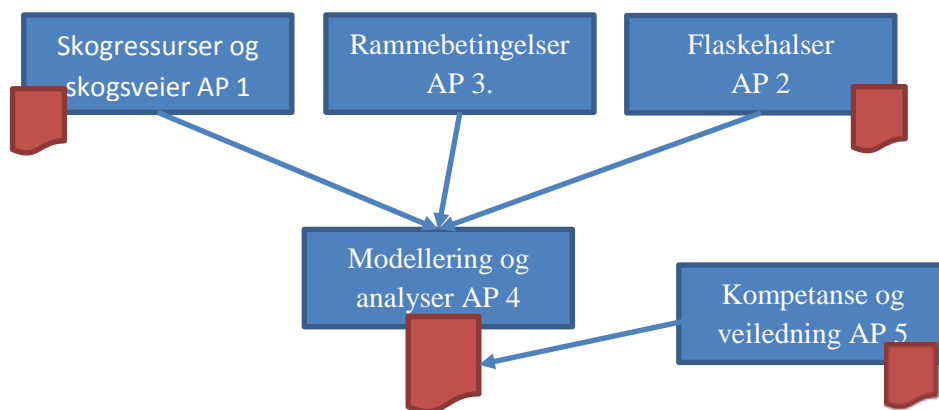 Skogressurser og
skogsveier AP 1
Rammebetingelser
AP 3.
Flaskehalser
AP 2
Modellering og
analyser AP 4
Kompetanse og
veiledning AP 5